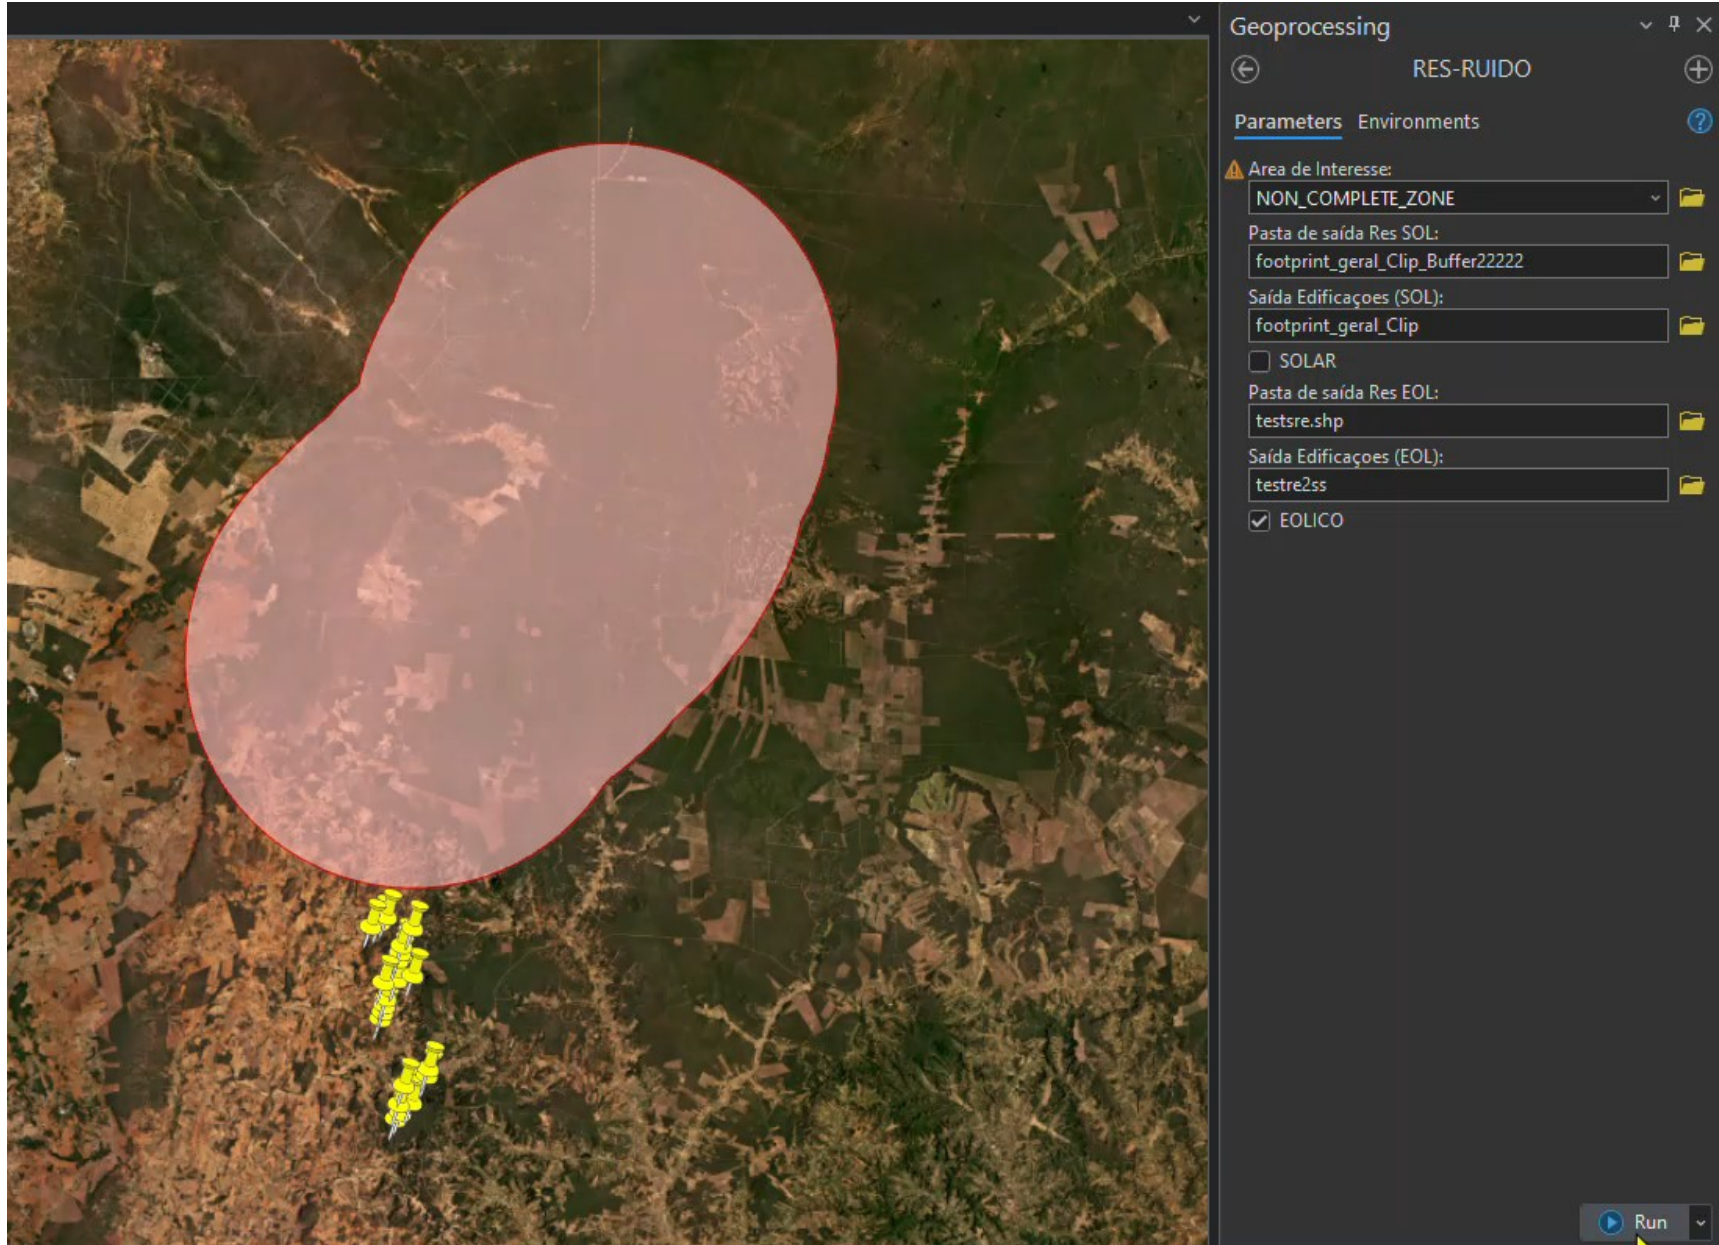 Geoprocessing
RES-RUIDO
Parameters Environments
Area de Interesse:
NON_COMPLETE_ZONE
Pasta de saída Res SOL:
footprint_geral_Clip_Buffer22222
Saída Edificaçoes (SOL):
footprint_geral_Clip
SOLAR
Pasta de saída Res EOL:
testsre.shp
Saída Edificaçoes (EOL):
testre2ss
EOLICO
Run